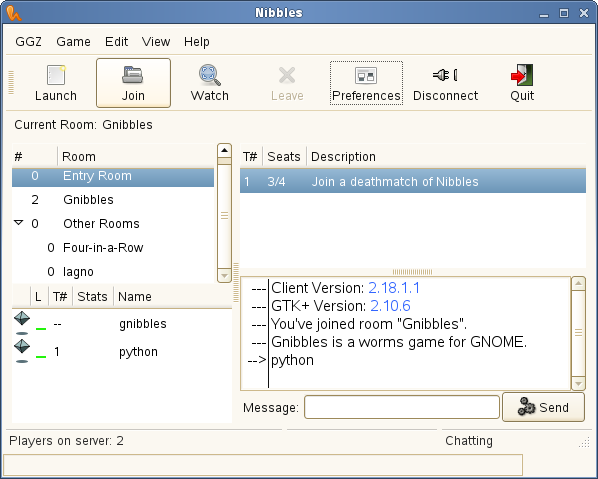 Nibbles
GGZ Game Edit View Help
Launch Join Watch Leave Preferences Disconnect Quit
Current Room: Gnibbles
# Room
0 Entry Room
2 Gnibbles
0 Other Rooms
0 Four-in-a-Row
0 Iagno
T# Seats Description
1 3/4 Join a deathmatch of Nibbles
L T# Stats Name
-- gnibbles
1 python
--- Client Version: 2.18.1.1
--- GTK+ Version: 2.10.6
--- You've joined room "Gnibbles".
--- Gnibbles is a worms game for GNOME.
--> python
Message: Send
Players on server: 2 Chatting